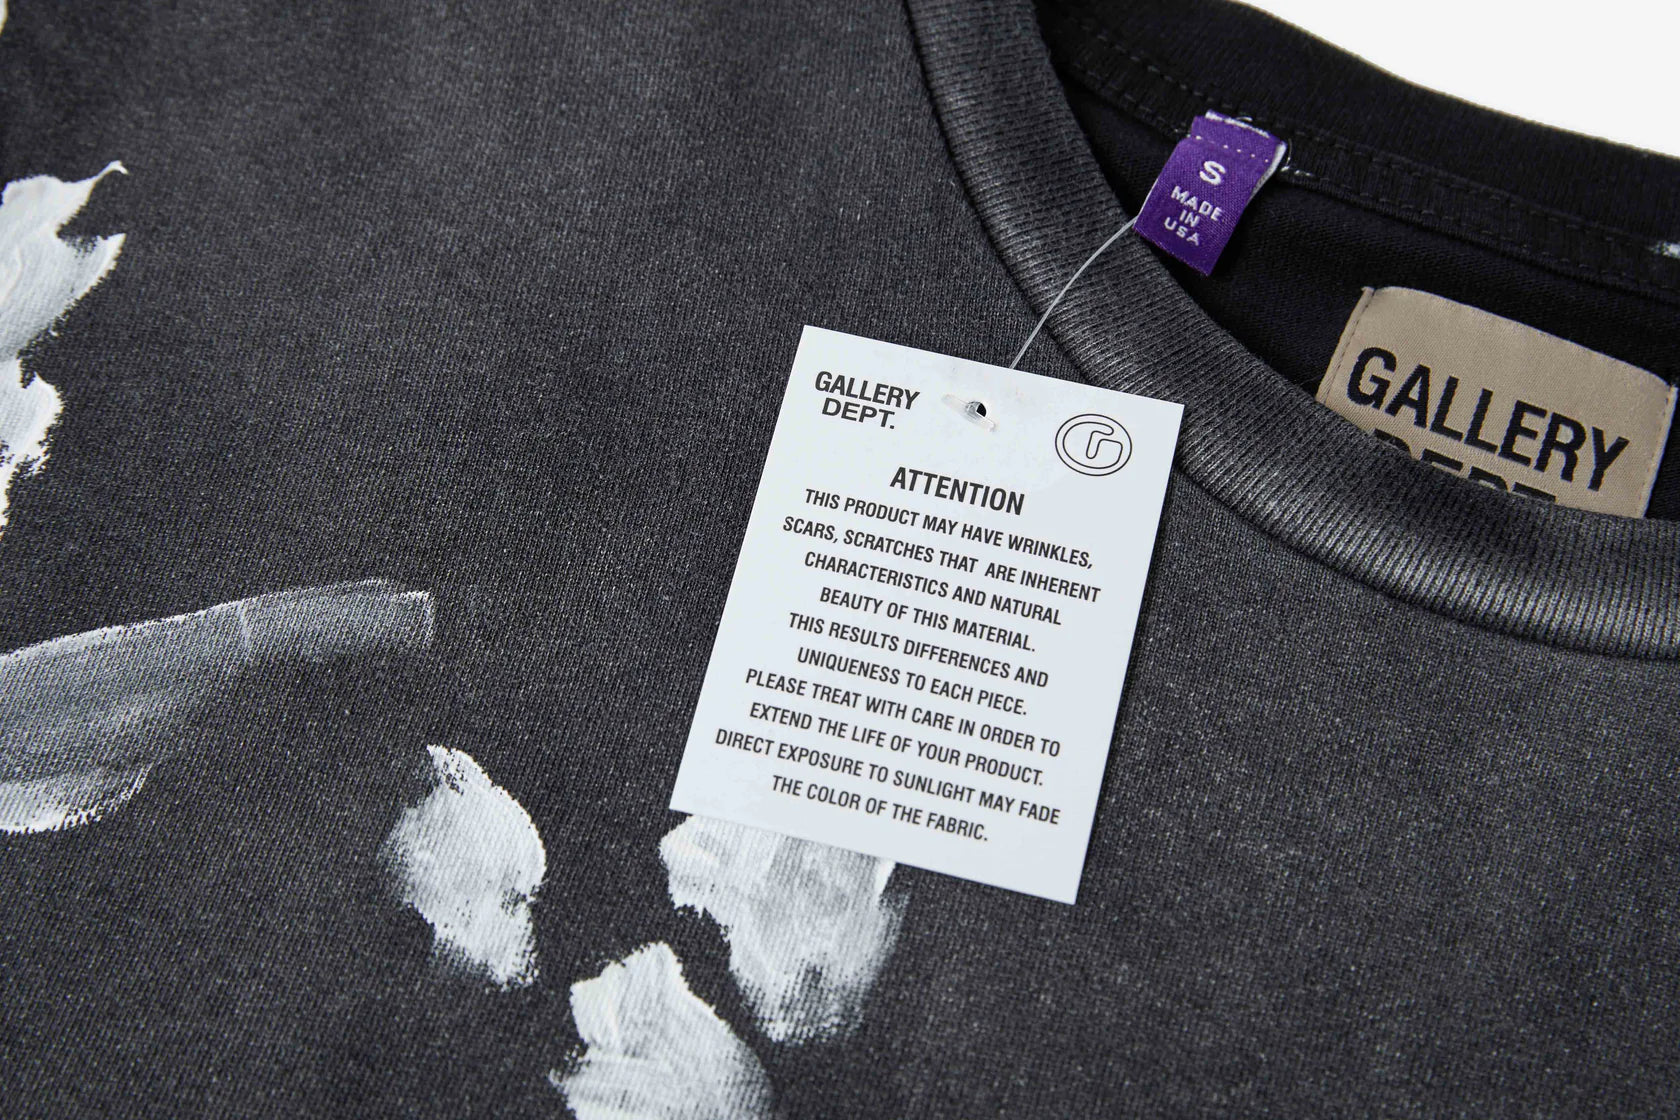 S
MADE
IN
USA
GALLERY
DEPT.
GALLERY
DEPT.
ATTENTION
THIS PRODUCT MAY HAVE WRINKLES,
SCARS, SCRATCHES THAT ARE INHERENT
CHARACTERISTICS AND NATURAL
BEAUTY OF THIS MATERIAL.
THIS RESULTS DIFFERENCES AND
UNIQUENESS TO EACH PIECE.
PLEASE TREAT WITH CARE IN ORDER TO
EXTEND THE LIFE OF YOUR PRODUCT.
DIRECT EXPOSURE TO SUNLIGHT MAY FADE
THE COLOR OF THE FABRIC.